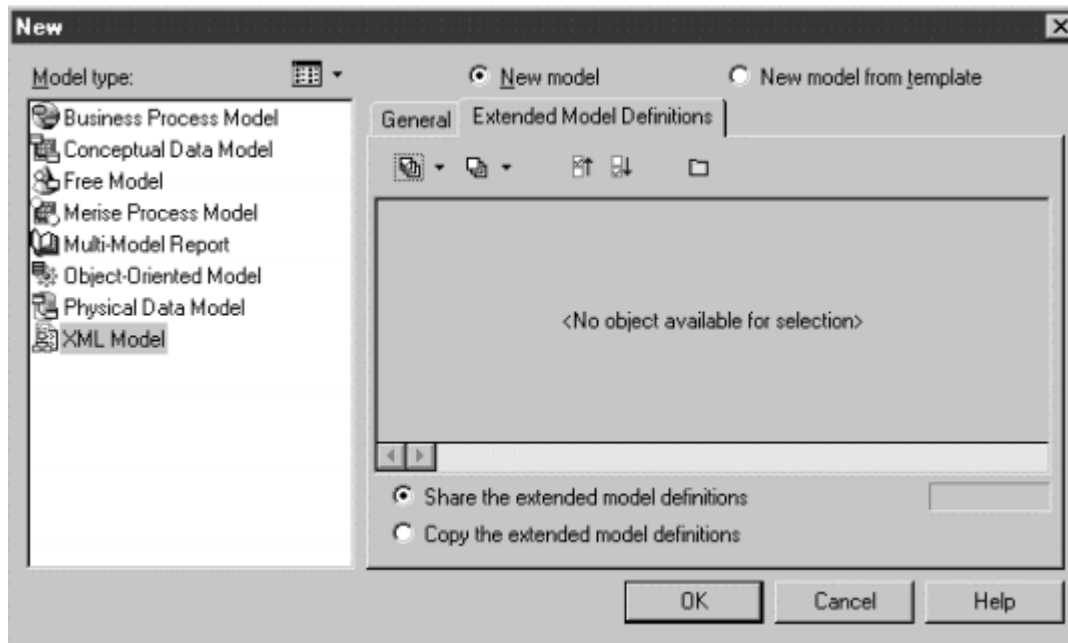 New
Model type:
New model
New model from template
Business Process Model
Conceptual Data Model
Free Model
Merise Process Model
Multi-Model Report
Object-Oriented Model
Physical Data Model
XML Model
General
Extended Model Definitions
<No object available for selection>
Share the extended model definitions
Copy the extended model definitions
OK
Cancel
Help